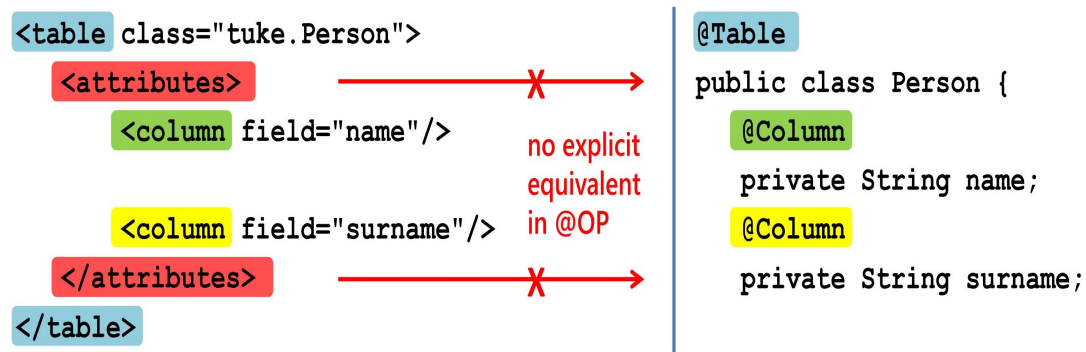 <table class="tuke.Person">
<attributes>
<column field="name"/>
<column field="surname"/>
</attributes>
</table>
X
no explicit
equivalent
in @OP
X
@Table
public class Person {
@Column
private String name;
@Column
private String surname;